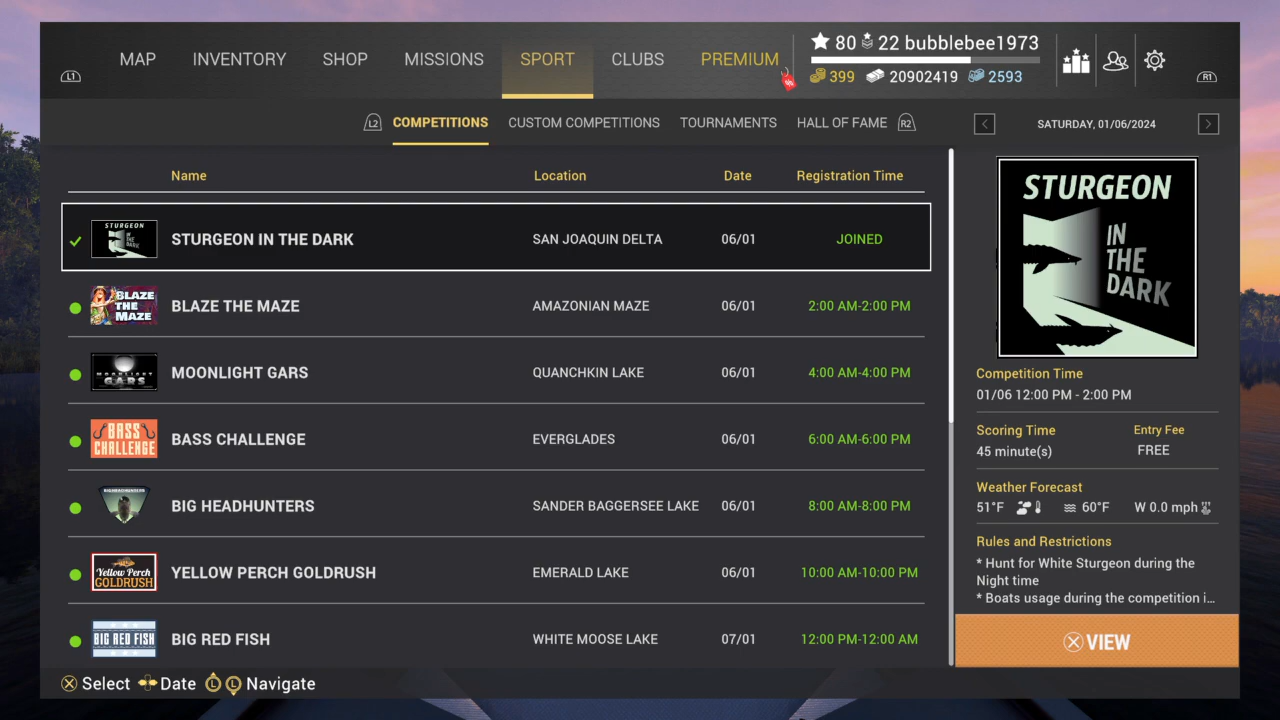 MAP INVENTORY SHOP MISSIONS SPORT CLUBS PREMIUM
80 22 bubblebee1973
399 20902419 2593
L1
R1
L2 COMPETITIONS CUSTOM COMPETITIONS TOURNAMENTS HALL OF FAME R2
SATURDAY, 01/06/2024
Name Location Date Registration Time
STURGEON IN THE DARK
STURGEON IN THE DARK SAN JOAQUIN DELTA 06/01 JOINED
BLAZE THE MAZE
BLAZE THE MAZE AMAZONIAN MAZE 06/01 2:00 AM-2:00 PM
MOONLIGHT GARS
MOONLIGHT GARS QUANCHKIN LAKE 06/01 4:00 AM-4:00 PM
BASS CHALLENGE
BASS CHALLENGE EVERGLADES 06/01 6:00 AM-6:00 PM
BIG HEADHUNTERS SANDER BAGGERSEE LAKE 06/01 8:00 AM-8:00 PM
Yellow Perch GOLDRUSH
YELLOW PERCH GOLDRUSH EMERALD LAKE 06/01 10:00 AM-10:00 PM
BIG RED FISH
BIG RED FISH WHITE MOOSE LAKE 07/01 12:00 PM-12:00 AM
STURGEON
IN
THE
DARK
Competition Time
01/06 12:00 PM - 2:00 PM
Scoring Time Entry Fee
45 minute(s) FREE
Weather Forecast
51°F 60°F W 0.0 mph
Rules and Restrictions
* Hunt for White Sturgeon during the
Night time
* Boats usage during the competition i...
VIEW
Select Date L L Navigate